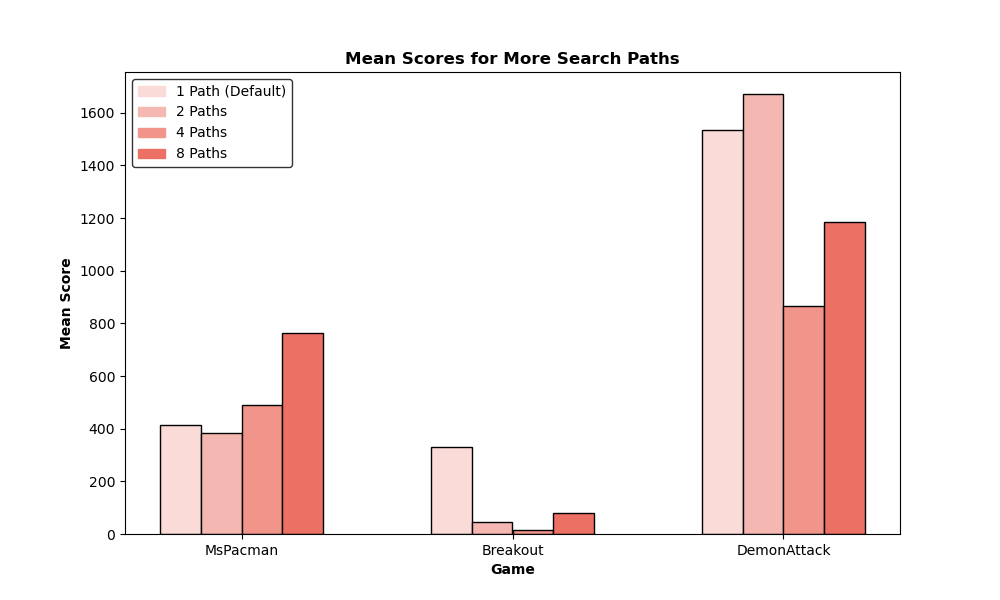 Mean Scores for More Search Paths
1 Path (Default)
2 Paths
4 Paths
8 Paths
Mean Score
1600
1400
1200
1000
800
600
400
200
0
MsPacman
Breakout
DemonAttack
Game